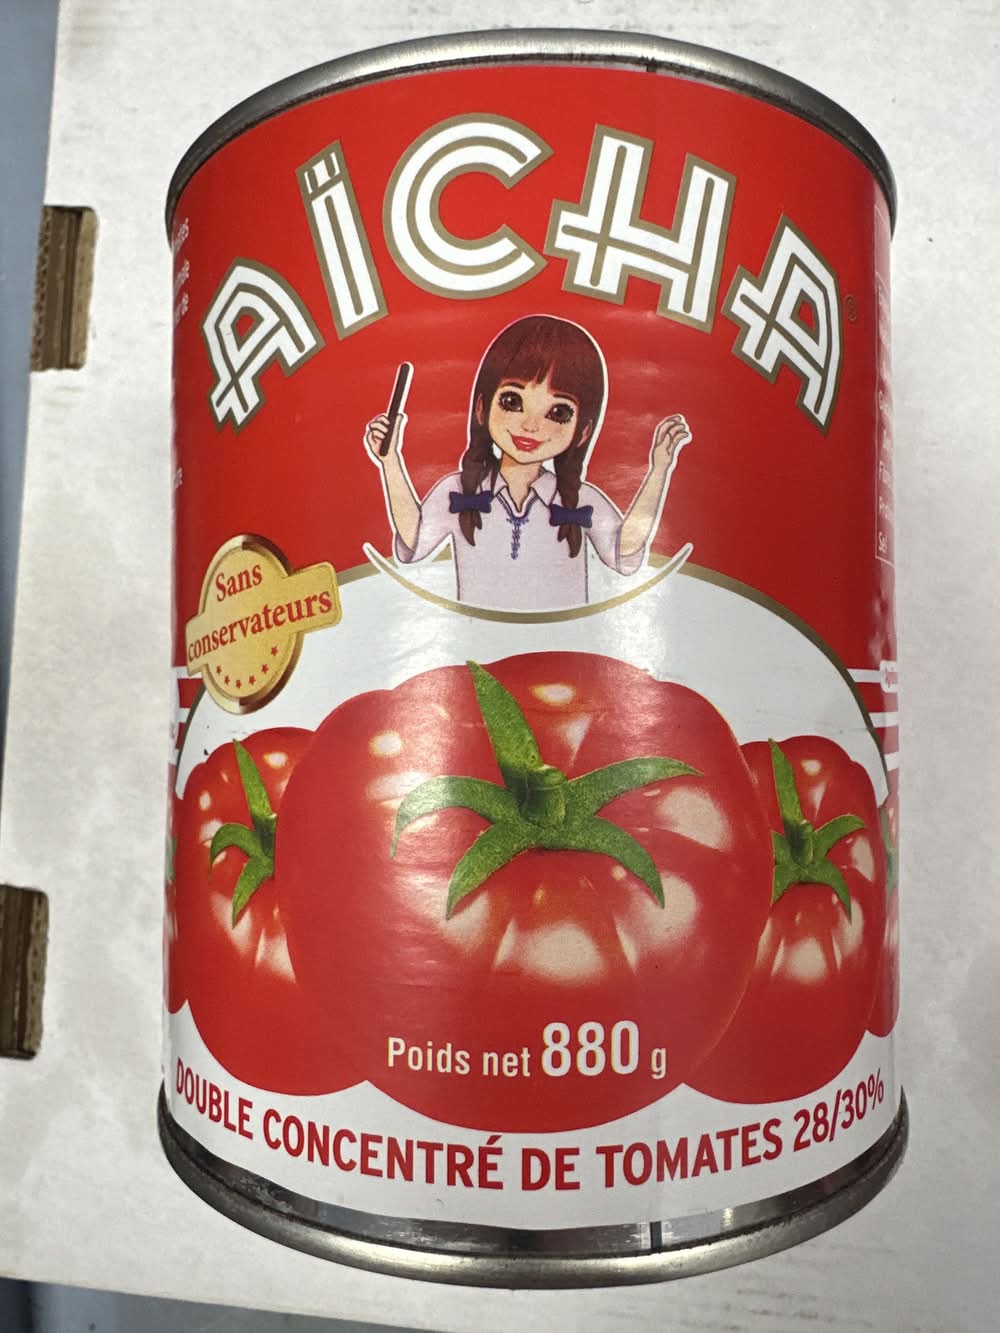 AÏCHA
Sans
conservateurs
Poids net 880 g
DOUBLE CONCENTRÉ DE TOMATES 28/30%